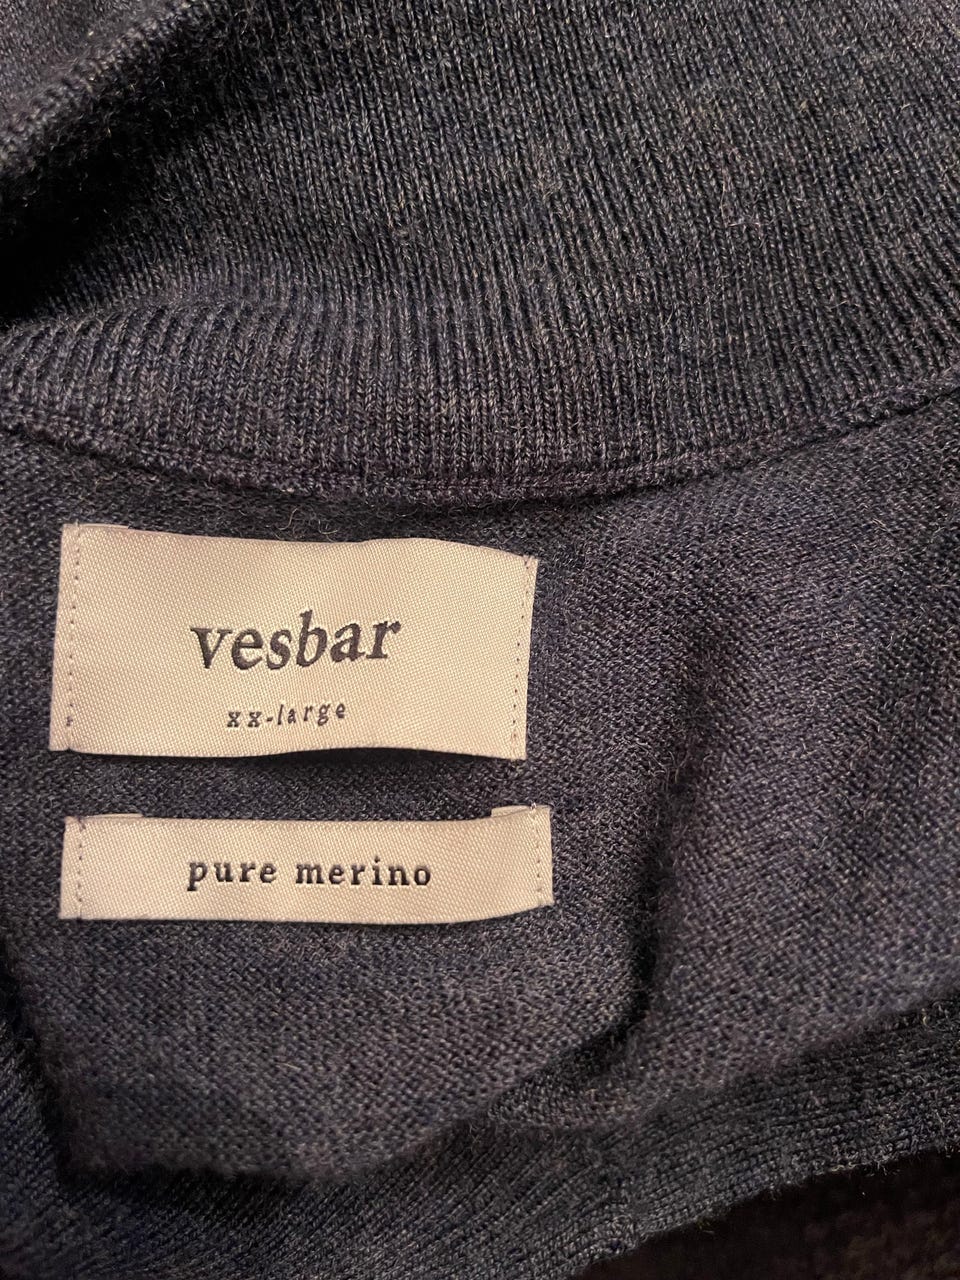 vesbar
xx-large
pure merino